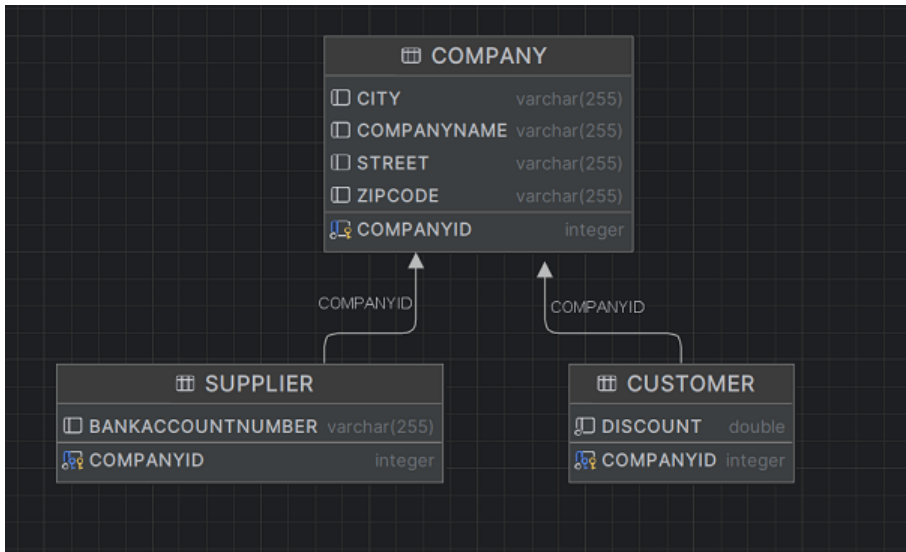 COMPANY
CITY varchar(255)
COMPANYNAME varchar(255)
STREET varchar(255)
ZIPCODE varchar(255)
COMPANYID integer
COMPANYID
COMPANYID
SUPPLIER
BANKACCOUNTNUMBER varchar(255)
COMPANYID integer
CUSTOMER
DISCOUNT double
COMPANYID integer